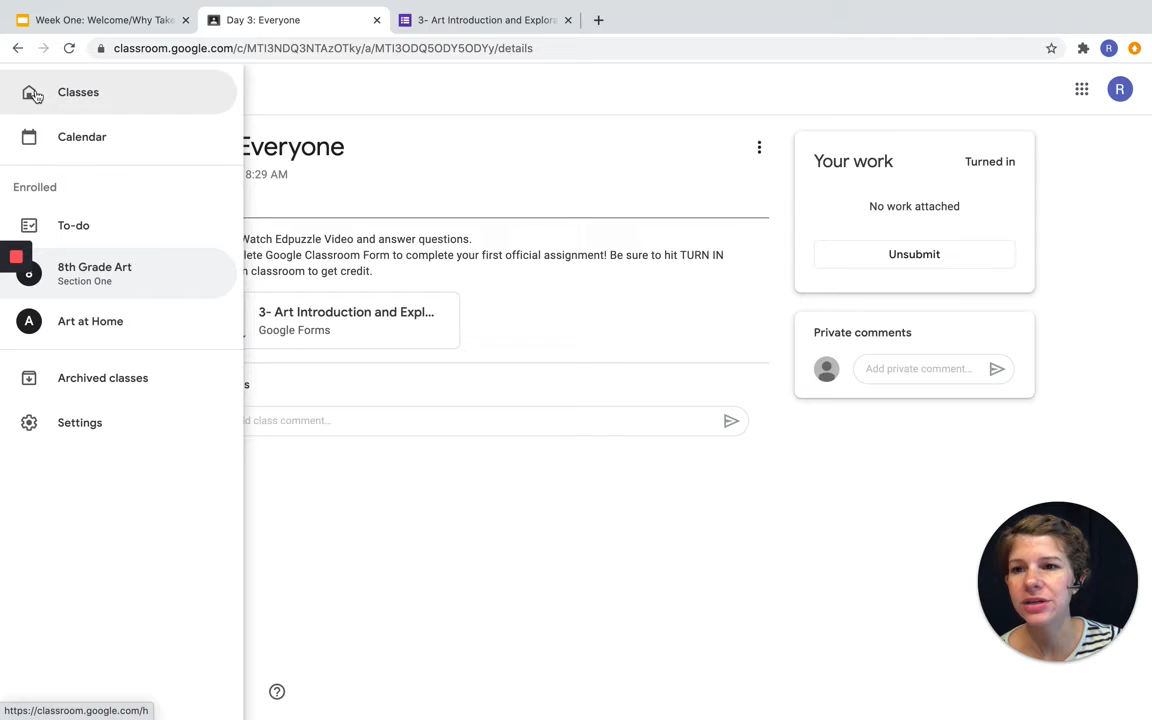 Week One: Welcome/Why Take
Day 3: Everyone
3- Art Introduction and Explora
classroom.google.com/c/MTI3NDQ3NTAzOTky/a/MTI3ODQ5ODY5ODYy/details
R
Classes
R
Calendar
Everyone
8:29 AM
Your work
Turned in
No work attached
Unsubmit
Enrolled
To-do
8th Grade Art
Section One
A
Art at Home
Archived classes
Settings
Watch Edpuzzle Video and answer questions.
lete Google Classroom Form to complete your first official assignment! Be sure to hit TURN IN
n classroom to get credit.
3- Art Introduction and Expl...
Google Forms
s
d class comment...
Private comments
Add private comment...
https://classroom.google.com/h